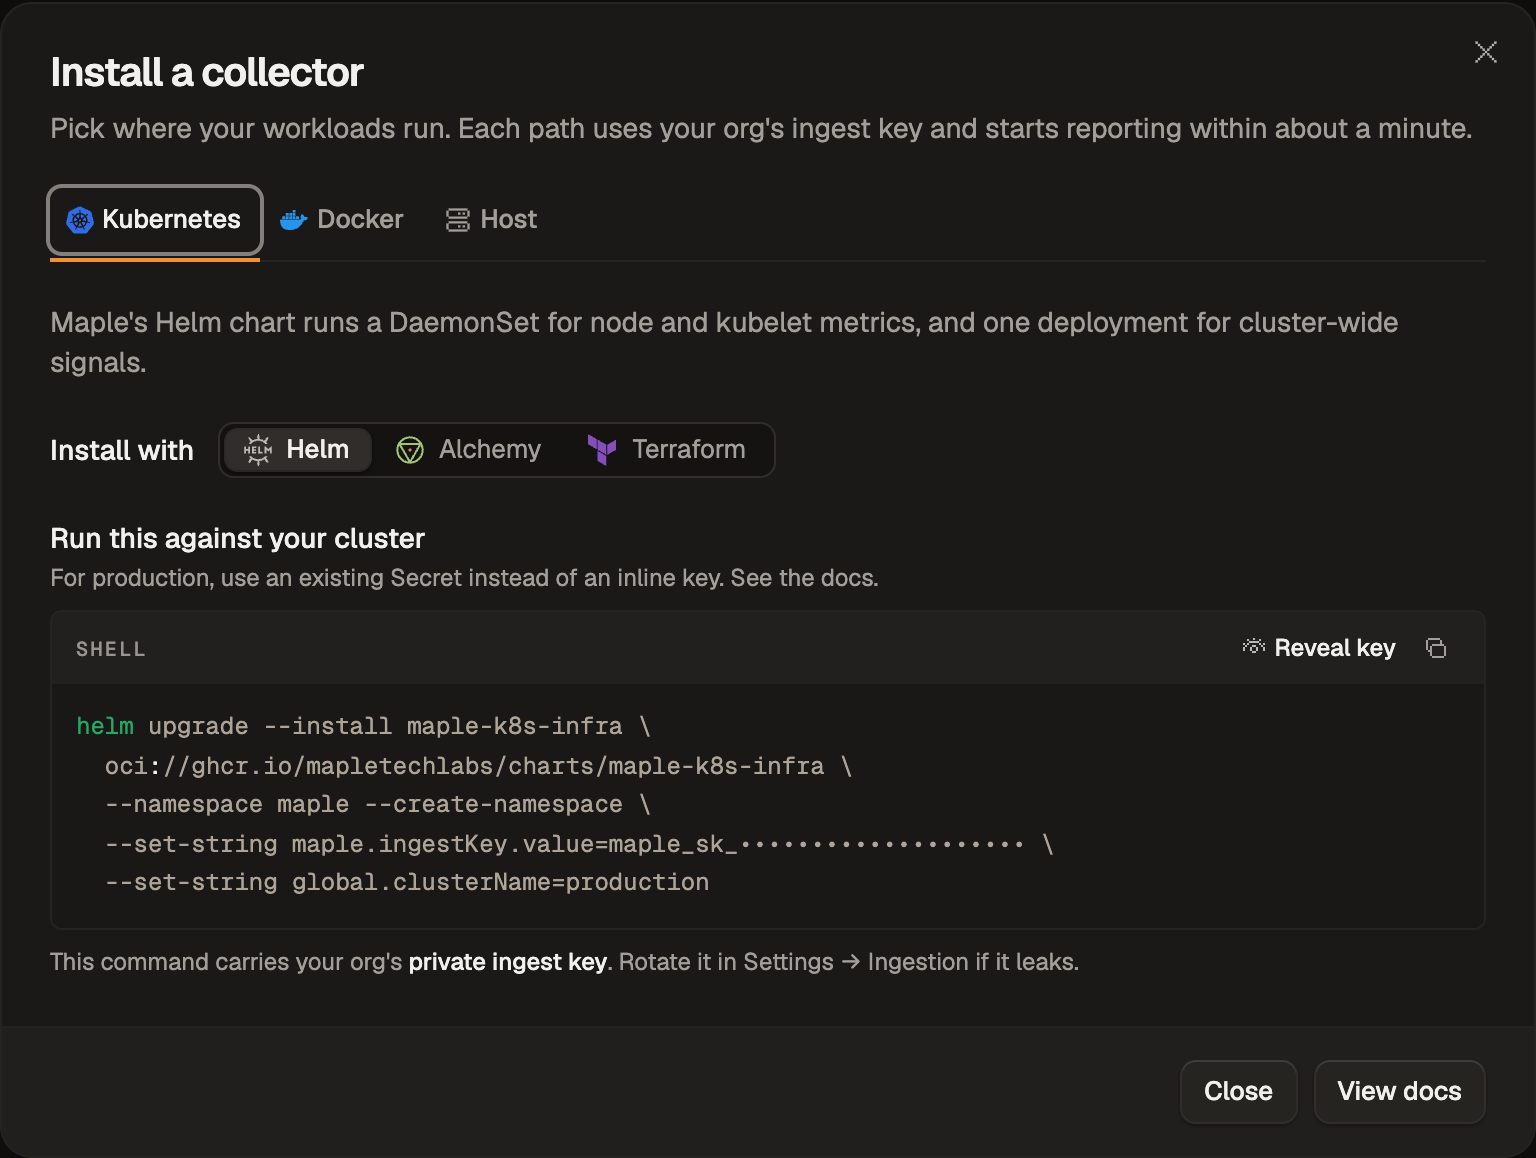 Install a collector
Pick where your workloads run. Each path uses your org's ingest key and starts reporting within about a minute.
Kubernetes
Docker
Host
Maple's Helm chart runs a DaemonSet for node and kubelet metrics, and one deployment for cluster-wide
signals.
Install with
HELM
Helm
Alchemy
Terraform
Run this against your cluster
For production, use an existing Secret instead of an inline key. See the docs.
SHELL
Reveal key
helm upgrade --install maple-k8s-infra \
  oci://ghcr.io/mapletechlabs/charts/maple-k8s-infra \
  --namespace maple --create-namespace \
  --set-string maple.ingestKey.value=maple_sk_•••••••••••••••••••• \
  --set-string global.clusterName=production
This command carries your org's private ingest key. Rotate it in Settings → Ingestion if it leaks.
Close
View docs